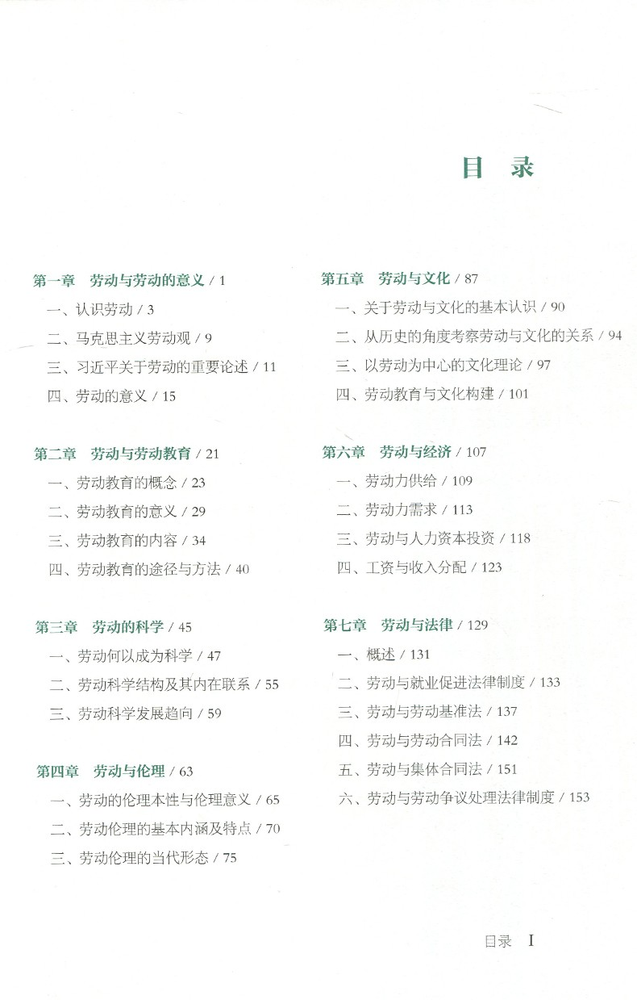 目 录
第一章 劳动与劳动的意义 / 1
一、认识劳动 / 3
二、马克思主义劳动观 / 9
三、习近平关于劳动的重要论述 / 11
四、劳动的意义 / 15
第二章 劳动与劳动教育 / 21
一、劳动教育的概念 / 23
二、劳动教育的意义 / 29
三、劳动教育的内容 / 34
四、劳动教育的途径与方法 / 40
第三章 劳动的科学 / 45
一、劳动何以成为科学 / 47
二、劳动科学结构及其内在联系 / 55
三、劳动科学发展趋向 / 59
第四章 劳动与伦理 / 63
一、劳动的伦理本性与伦理意义 / 65
二、劳动伦理的基本内涵及特点 / 70
三、劳动伦理的当代形态 / 75
第五章 劳动与文化 / 87
一、关于劳动与文化的基本认识 / 90
二、从历史的角度考察劳动与文化的关系 / 94
三、以劳动为中心的文化理论 / 97
四、劳动教育与文化构建 / 101
第六章 劳动与经济 / 107
一、劳动力供给 / 109
二、劳动力需求 / 113
三、劳动与人力资本投资 / 118
四、工资与收入分配 / 123
第七章 劳动与法律 / 129
一、概述 / 131
二、劳动与就业促进法律制度 / 133
三、劳动与劳动基准法 / 137
四、劳动与劳动合同法 / 142
五、劳动与集体合同法 / 151
六、劳动与劳动争议处理法律制度 / 153
目录 I